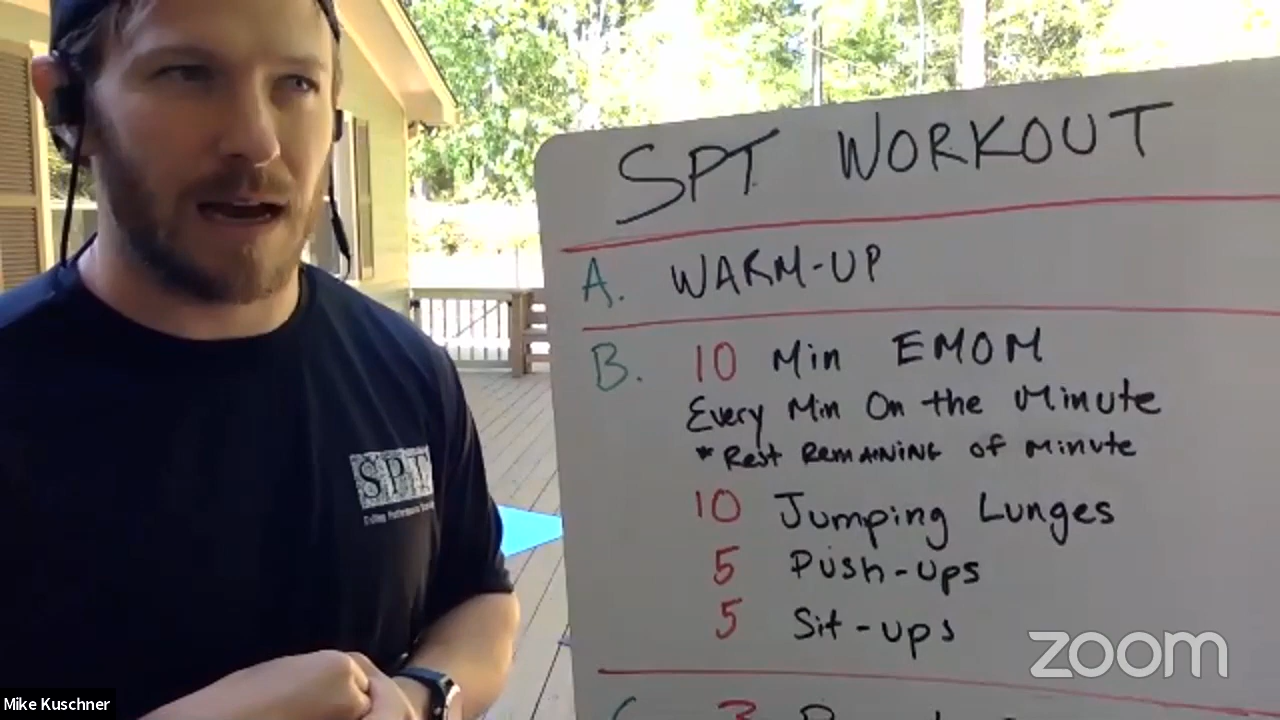 SPT WORKOUT
A. WARM-UP
B. 10 Min EMOM
Every Min On the Minute
* Rest REMAINING of Minute
10 Jumping Lunges
5 Push-ups
5 Sit-ups
C 3
SPT
zoom
Mike Kuschner